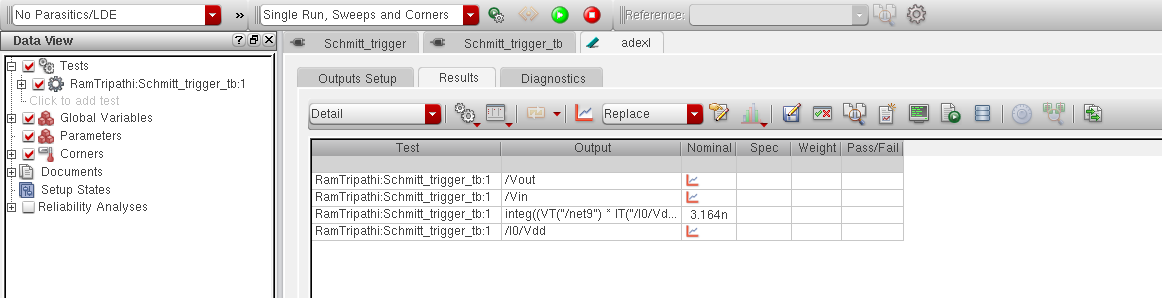 No Parasitics/LDE » Single Run, Sweeps and Corners Reference:
Data View ?
Schmitt_trigger Schmitt_trigger_tb adexl
Tests
RamTripathi:Schmitt_trigger_tb:1
Click to add test
Global Variables
Parameters
Corners
Documents
Setup States
Reliability Analyses
Outputs Setup Results Diagnostics
Detail Replace
Test Output Nominal Spec Weight Pass/Fail
RamTripathi:Schmitt_trigger_tb:1 /Vout
RamTripathi:Schmitt_trigger_tb:1 /Vin
RamTripathi:Schmitt_trigger_tb:1 integ((VT("/net9") * IT("/I0/Vd... 3.164n
RamTripathi:Schmitt_trigger_tb:1 /I0/Vdd